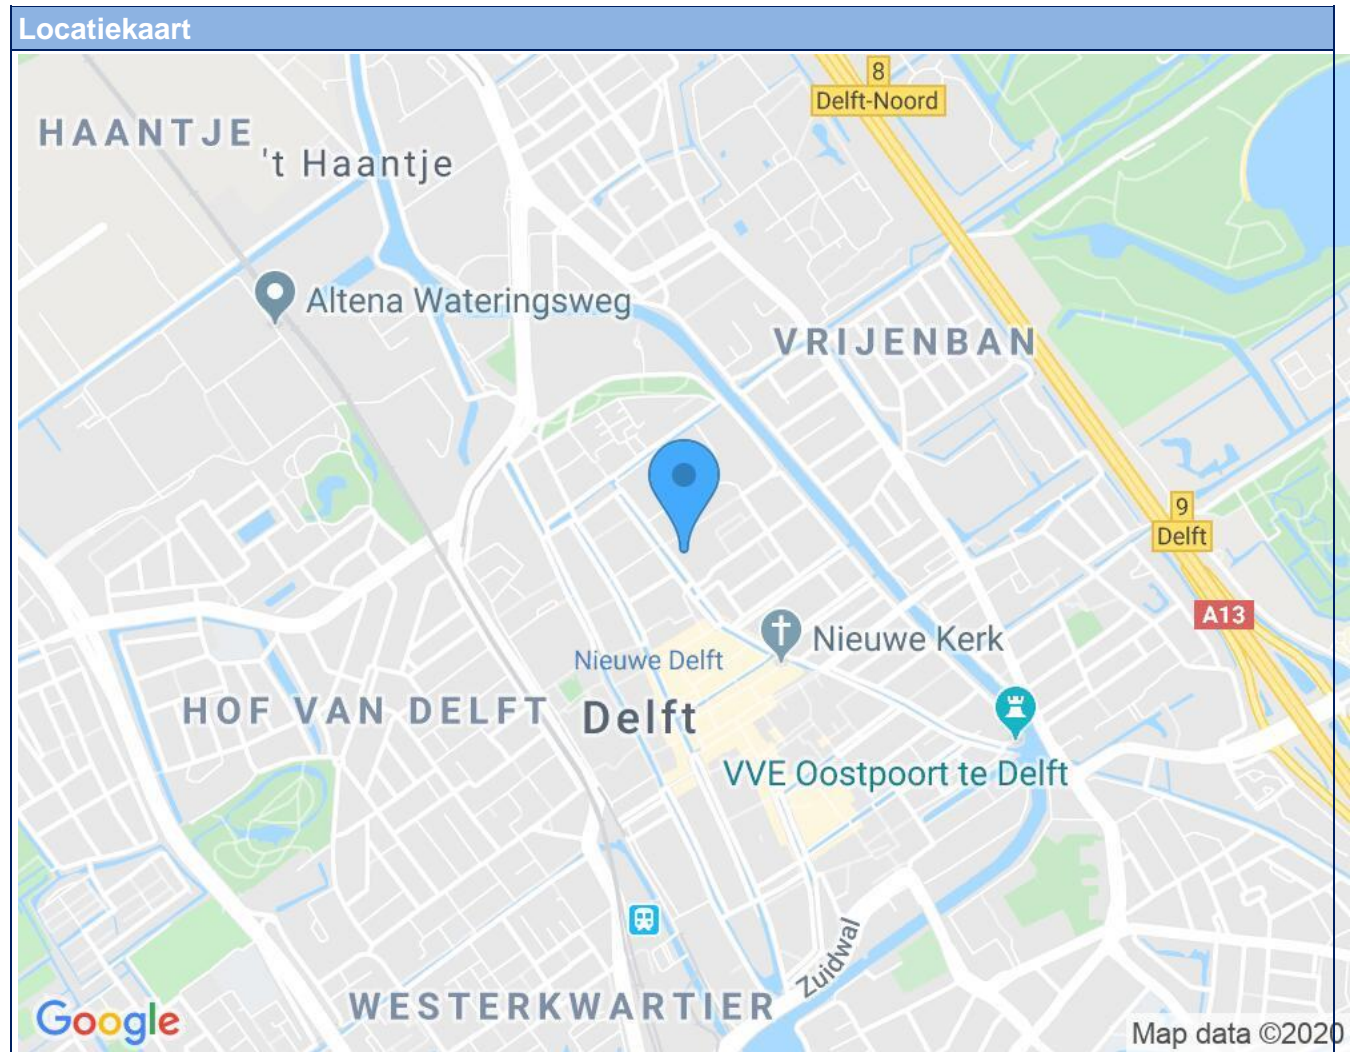 Locatiekaart
8
Delft-Noord
HAANTJE
't Haantje
Altena Wateringsweg
VRIJENBAN
9
Delft
A13
Nieuwe Kerk
Nieuwe Delft
HOF VAN DELFT
Delft
VVE Oostpoort te Delft
Zuidwal
WESTERKWARTIER
Google
Map data ©2020